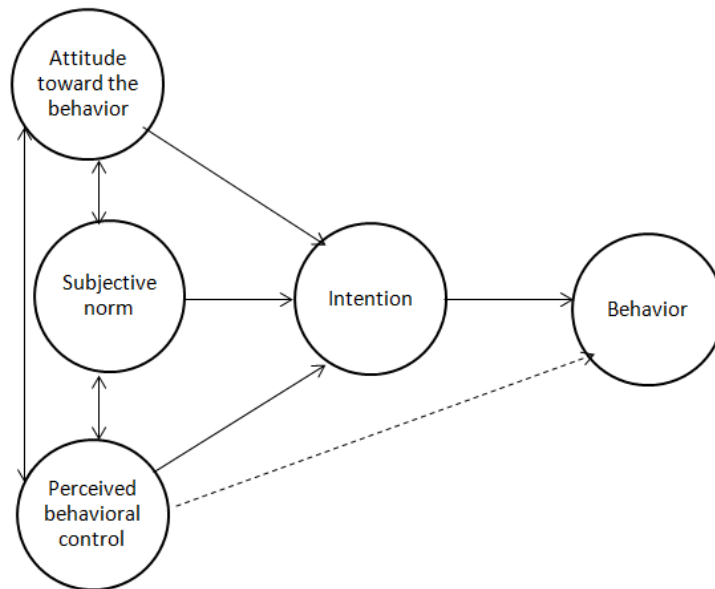 Attitude
toward the
behavior
Subjective
norm
Intention
Behavior
Perceived
behavioral
control